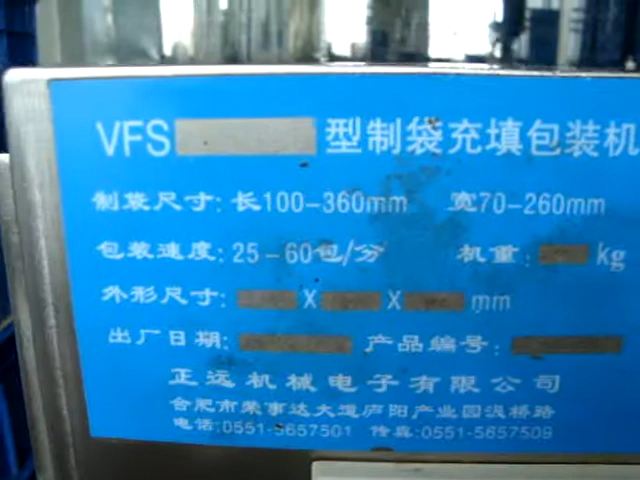 VFS 型制袋充填包装机
制袋尺寸: 长100-360mm 宽70-260mm
包装速度: 25-60包/分 机重: kg
外形尺寸: X X mm
出厂日期: 产品编号:
正远机械电子有限公司
合肥市荣事达大道庐阳产业园汲桥路
电话:0551-5657501 传真:0551-5657509